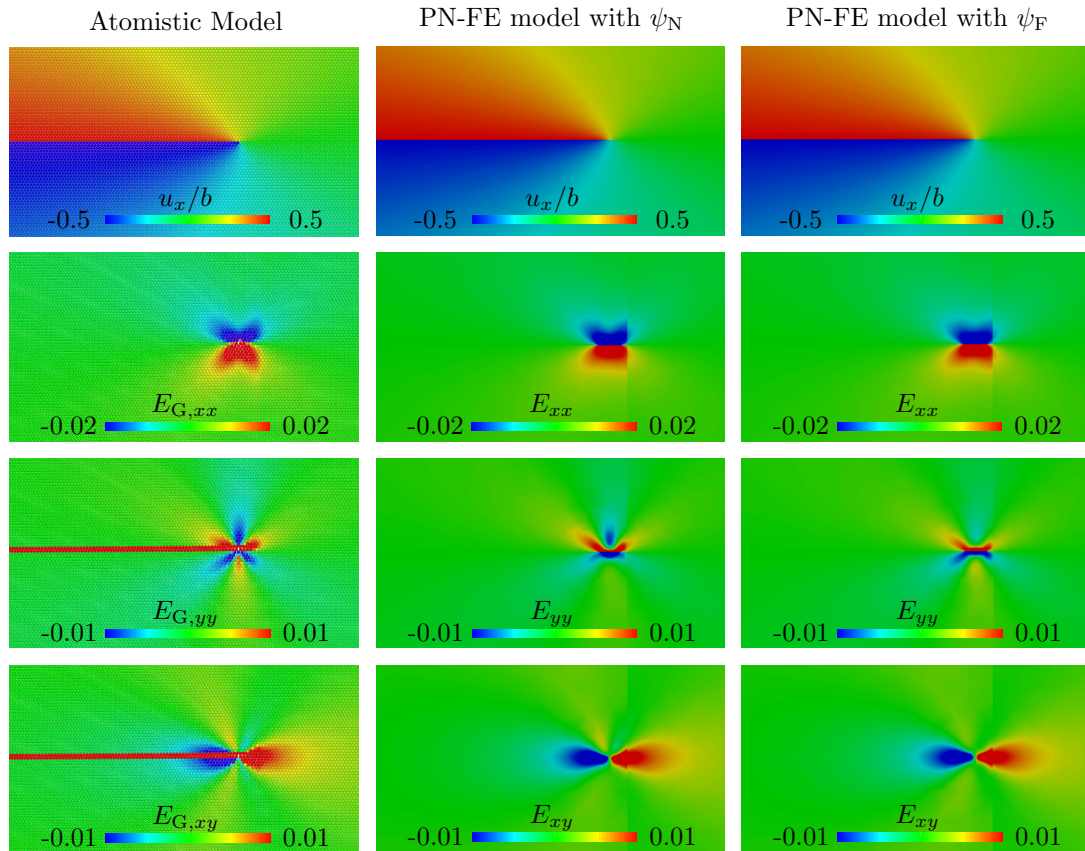 Atomistic Model PN-FE model with ψN PN-FE model with ψF
ux/b ux/b ux/b
-0.5 0.5 -0.5 0.5 -0.5 0.5
EG,xx Exx Exx
-0.02 0.02 -0.02 0.02 -0.02 0.02
EG,yy Eyy Eyy
-0.01 0.01 -0.01 0.01 -0.01 0.01
EG,xy Exy Exy
-0.01 0.01 -0.01 0.01 -0.01 0.01